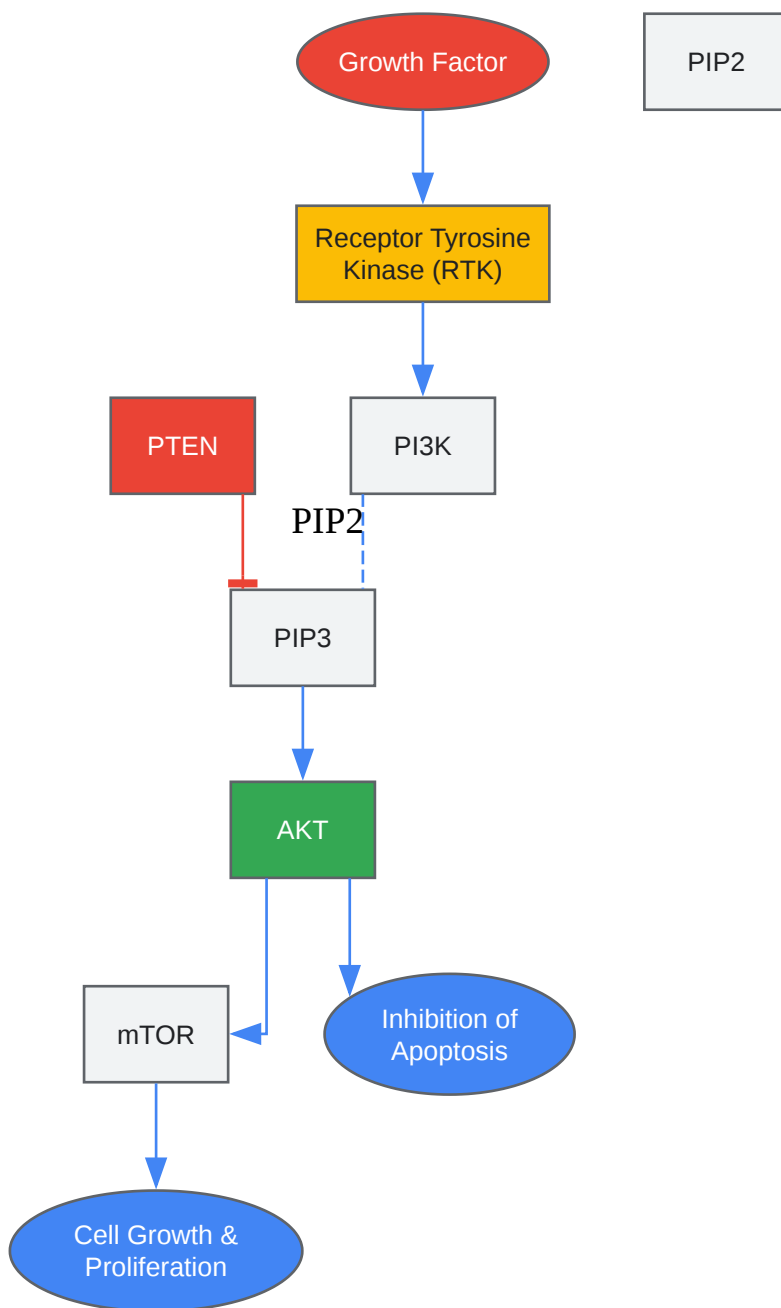 Growth Factor
PIP2
Receptor Tyrosine
Kinase (RTK)
PTEN
PI3K
PIP2
PIP3
AKT
mTOR
Inhibition of
Apoptosis
Cell Growth &
Proliferation